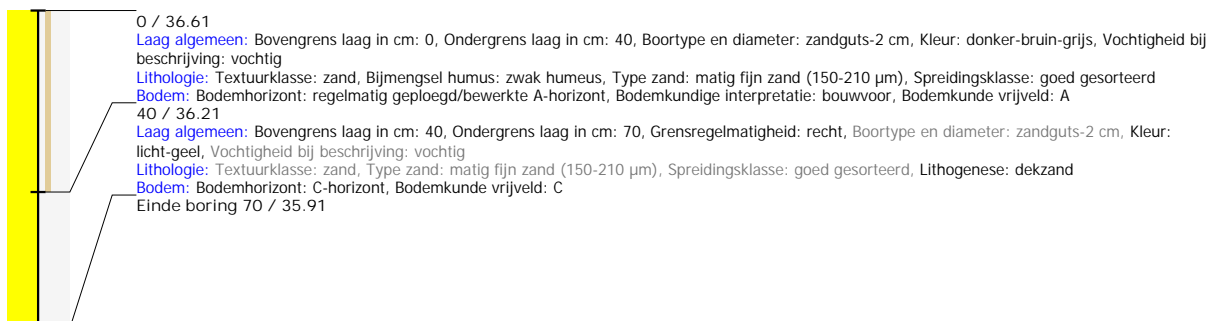 0 / 36.61
Laag algemeen: Bovengrens laag in cm: 0, Ondergrens laag in cm: 40, Boortype en diameter: zandguts-2 cm, Kleur: donker-bruin-grijs, Vochtigheid bij
beschrijving: vochtig
Lithologie: Textuurklasse: zand, Bijmengsel humus: zwak humeus, Type zand: matig fijn zand (150-210 µm), Spreidingsklasse: goed gesorteerd
Bodem: Bodemhorizont: regelmatig geploegd/bewerkte A-horizont, Bodemkundige interpretatie: bouwvoor, Bodemkunde vrijveld: A
40 / 36.21
Laag algemeen: Bovengrens laag in cm: 40, Ondergrens laag in cm: 70, Grensregelmatigheid: recht, Boortype en diameter: zandguts-2 cm, Kleur:
licht-geel, Vochtigheid bij beschrijving: vochtig
Lithologie: Textuurklasse: zand, Type zand: matig fijn zand (150-210 µm), Spreidingsklasse: goed gesorteerd, Lithogenese: dekzand
Bodem: Bodemhorizont: C-horizont, Bodemkunde vrijveld: C
Einde boring 70 / 35.91